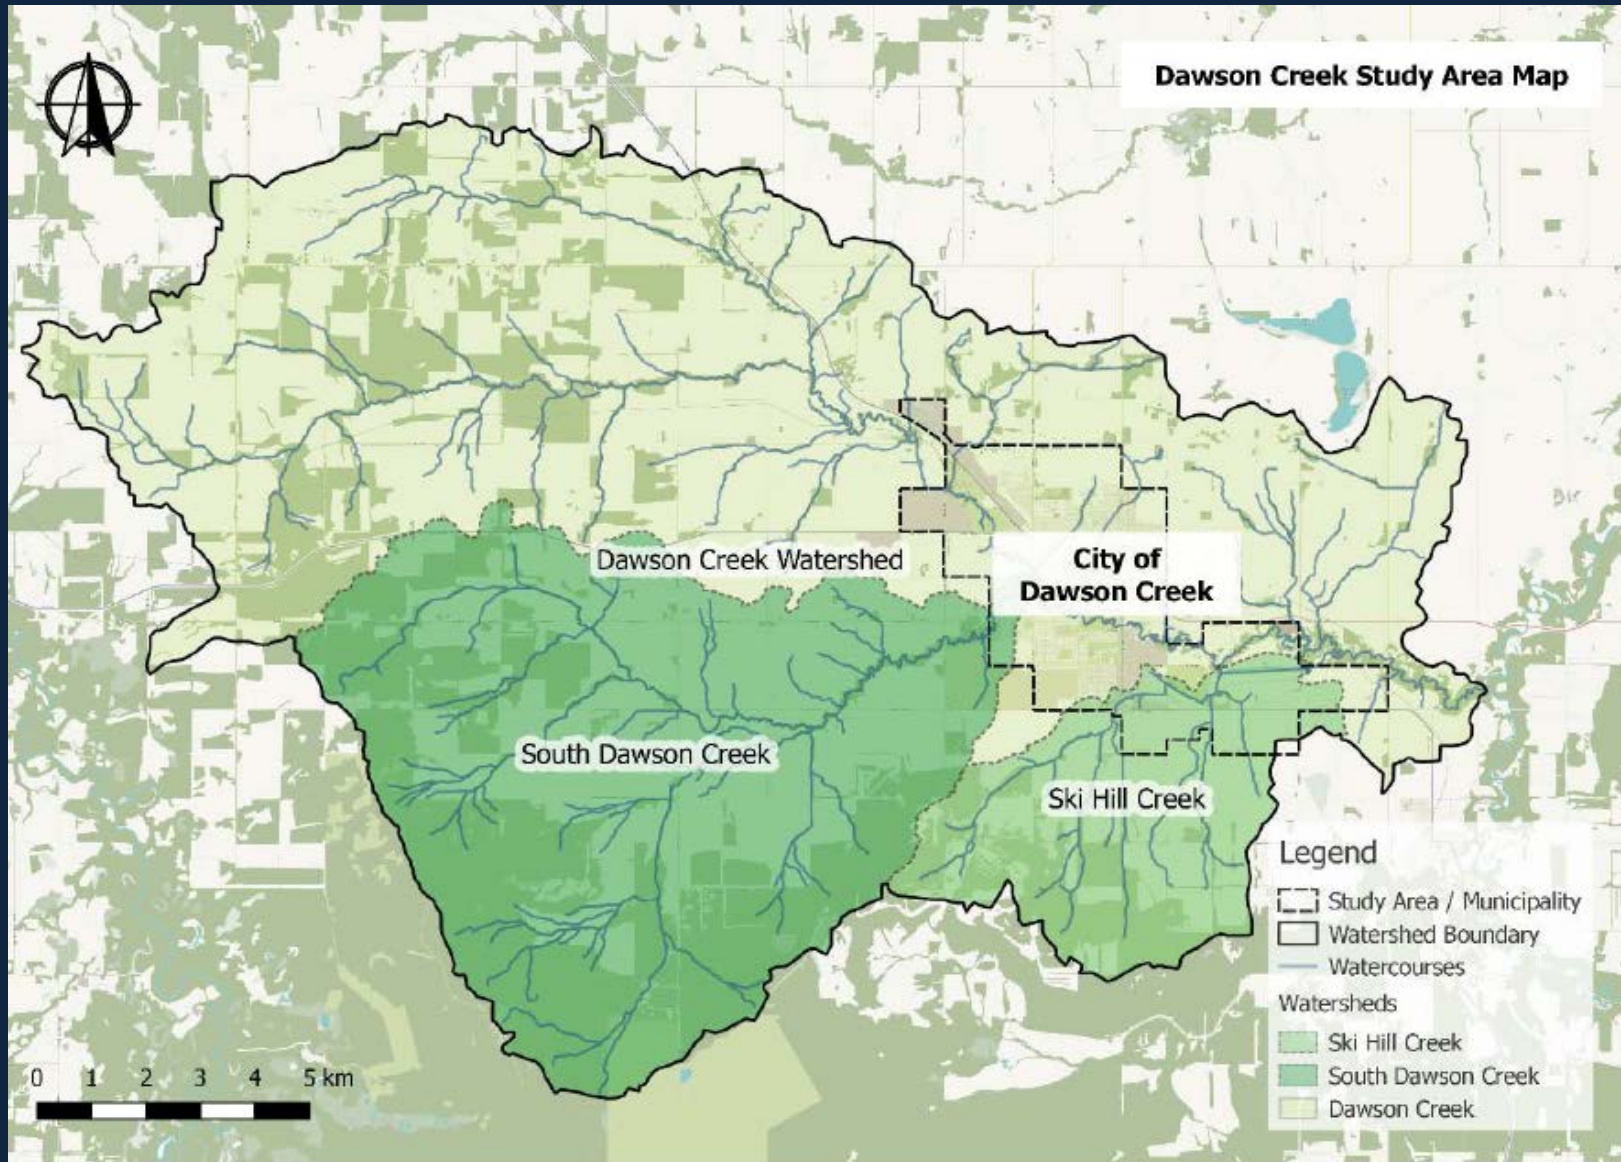 Dawson Creek Study Area Map
Dawson Creek Watershed
City of
Dawson Creek
South Dawson Creek
Ski Hill Creek
Legend
Study Area / Municipality
Watershed Boundary
Watercourses
Watersheds
Ski Hill Creek
South Dawson Creek
Dawson Creek
0 1 2 3 4 5 km